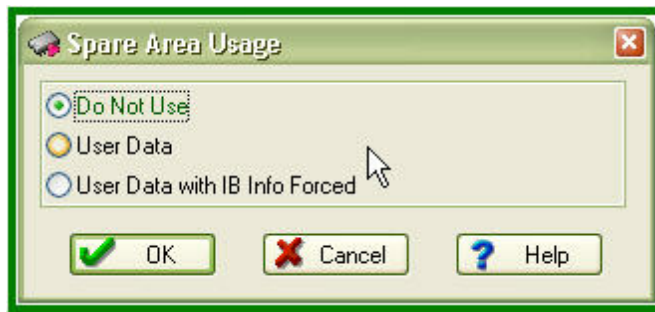 Spare Area Usage
Do Not Use
User Data
User Data with IB Info Forced
OK Cancel Help